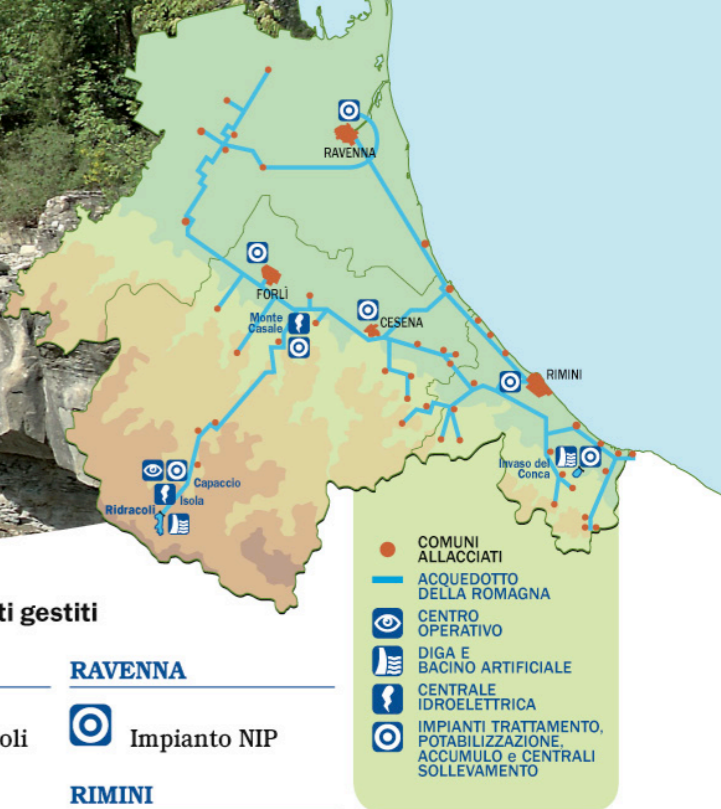 RAVENNA
FORLÌ
Monte
Casale
CESENA
RIMINI
Invaso del
Conca
Capaccio
Isola
Ridracoli
COMUNI
ALLACCIATI
ACQUEDOTTO
DELLA ROMAGNA
CENTRO
OPERATIVO
DIGA E
BACINO ARTIFICIALE
CENTRALE
IDROELETTRICA
IMPIANTI TRATTAMENTO,
POTABILIZZAZIONE,
ACCUMULO e CENTRALI
SOLLEVAMENTO
ti gestiti
RAVENNA
oli
Impianto NIP
RIMINI